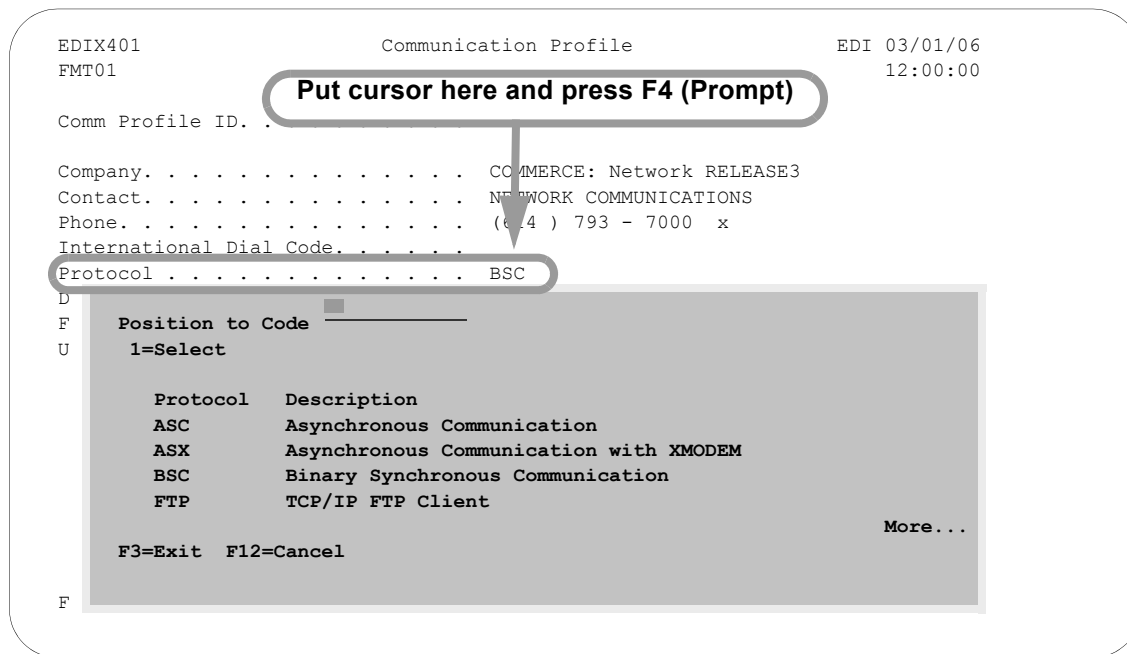 EDIX401 Communication Profile EDI 03/01/06
FMT01 12:00:00
Put cursor here and press F4 (Prompt)
Comm Profile ID. . . . . . . . . . . .
Company. . . . . . . . . . . . . . . COMMERCE: Network RELEASE3
Contact. . . . . . . . . . . . . . . NETWORK COMMUNICATIONS
Phone. . . . . . . . . . . . . . . . (614 ) 793 - 7000 x
International Dial Code. . . . . .
Protocol . . . . . . . . . . . . . BSC
D
F Position to Code
U 1=Select
Protocol Description
ASC Asynchronous Communication
ASX Asynchronous Communication with XMODEM
BSC Binary Synchronous Communication
FTP TCP/IP FTP Client
More...
F3=Exit F12=Cancel
F